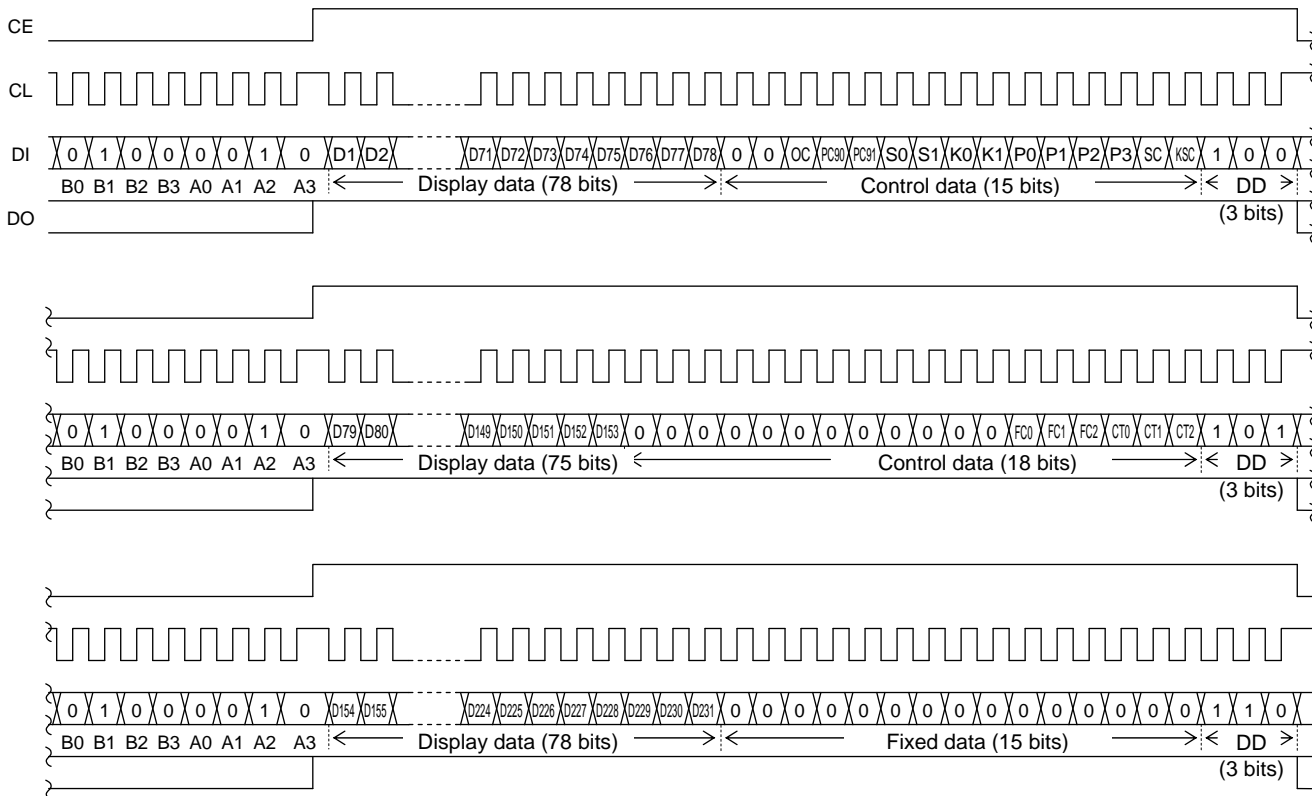 CE
CL
DI 0 1 0 0 0 0 1 0 D1 D2 D71 D72 D73 D74 D75 D76 D77 D78 0 0 OC PC90 PC91 S0 S1 K0 K1 P0 P1 P2 P3 SC KSC 1 0 0
B0 B1 B2 B3 A0 A1 A2 A3 Display data (78 bits) Control data (15 bits) DD
(3 bits)
DO
0 1 0 0 0 0 1 0 D79 D80 D149 D150 D151 D152 D153 0 0 0 0 0 0 0 0 0 0 0 0 FC0 FC1 FC2 CT0 CT1 CT2 1 0 1
B0 B1 B2 B3 A0 A1 A2 A3 Display data (75 bits) Control data (18 bits) DD
(3 bits)
0 1 0 0 0 0 1 0 D154 D155 D224 D225 D226 D227 D228 D229 D230 D231 0 0 0 0 0 0 0 0 0 0 0 0 0 0 0 1 1 0
B0 B1 B2 B3 A0 A1 A2 A3 Display data (78 bits) Fixed data (15 bits) DD
(3 bits)